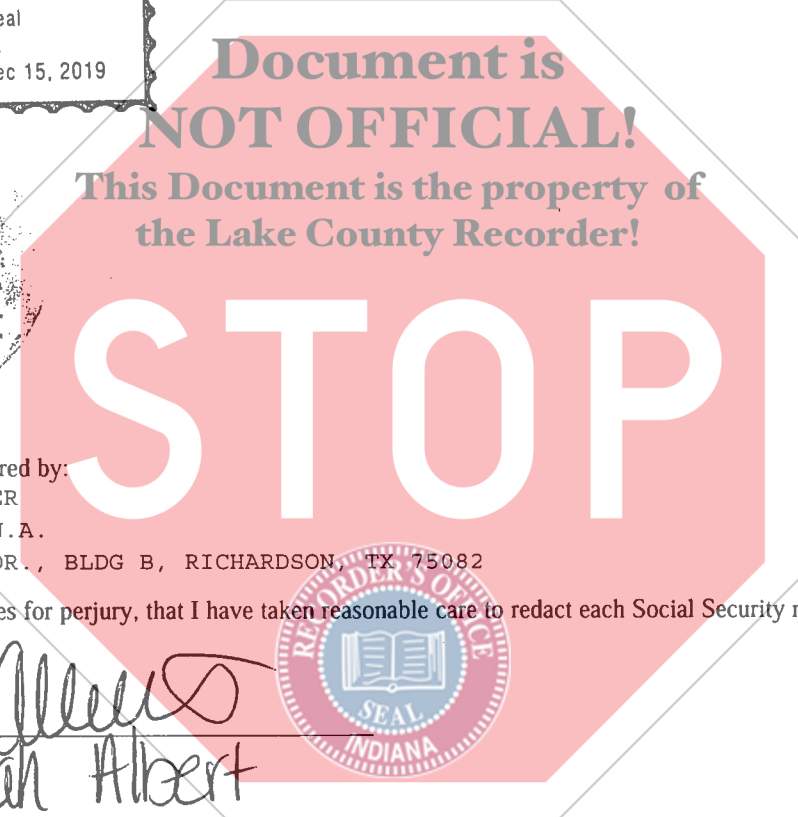 eal
ec 15, 2019
Document is
NOT OFFICIAL!
This Document is the property of
the Lake County Recorder!
STOP
red by:
ER
N.A.
DR., BLDG B, RICHARDSON, TX 75082
es for perjury, that I have taken reasonable care to redact each Social Security
RECORDER'S OFFICE
SEAL
INDIANA
Albert